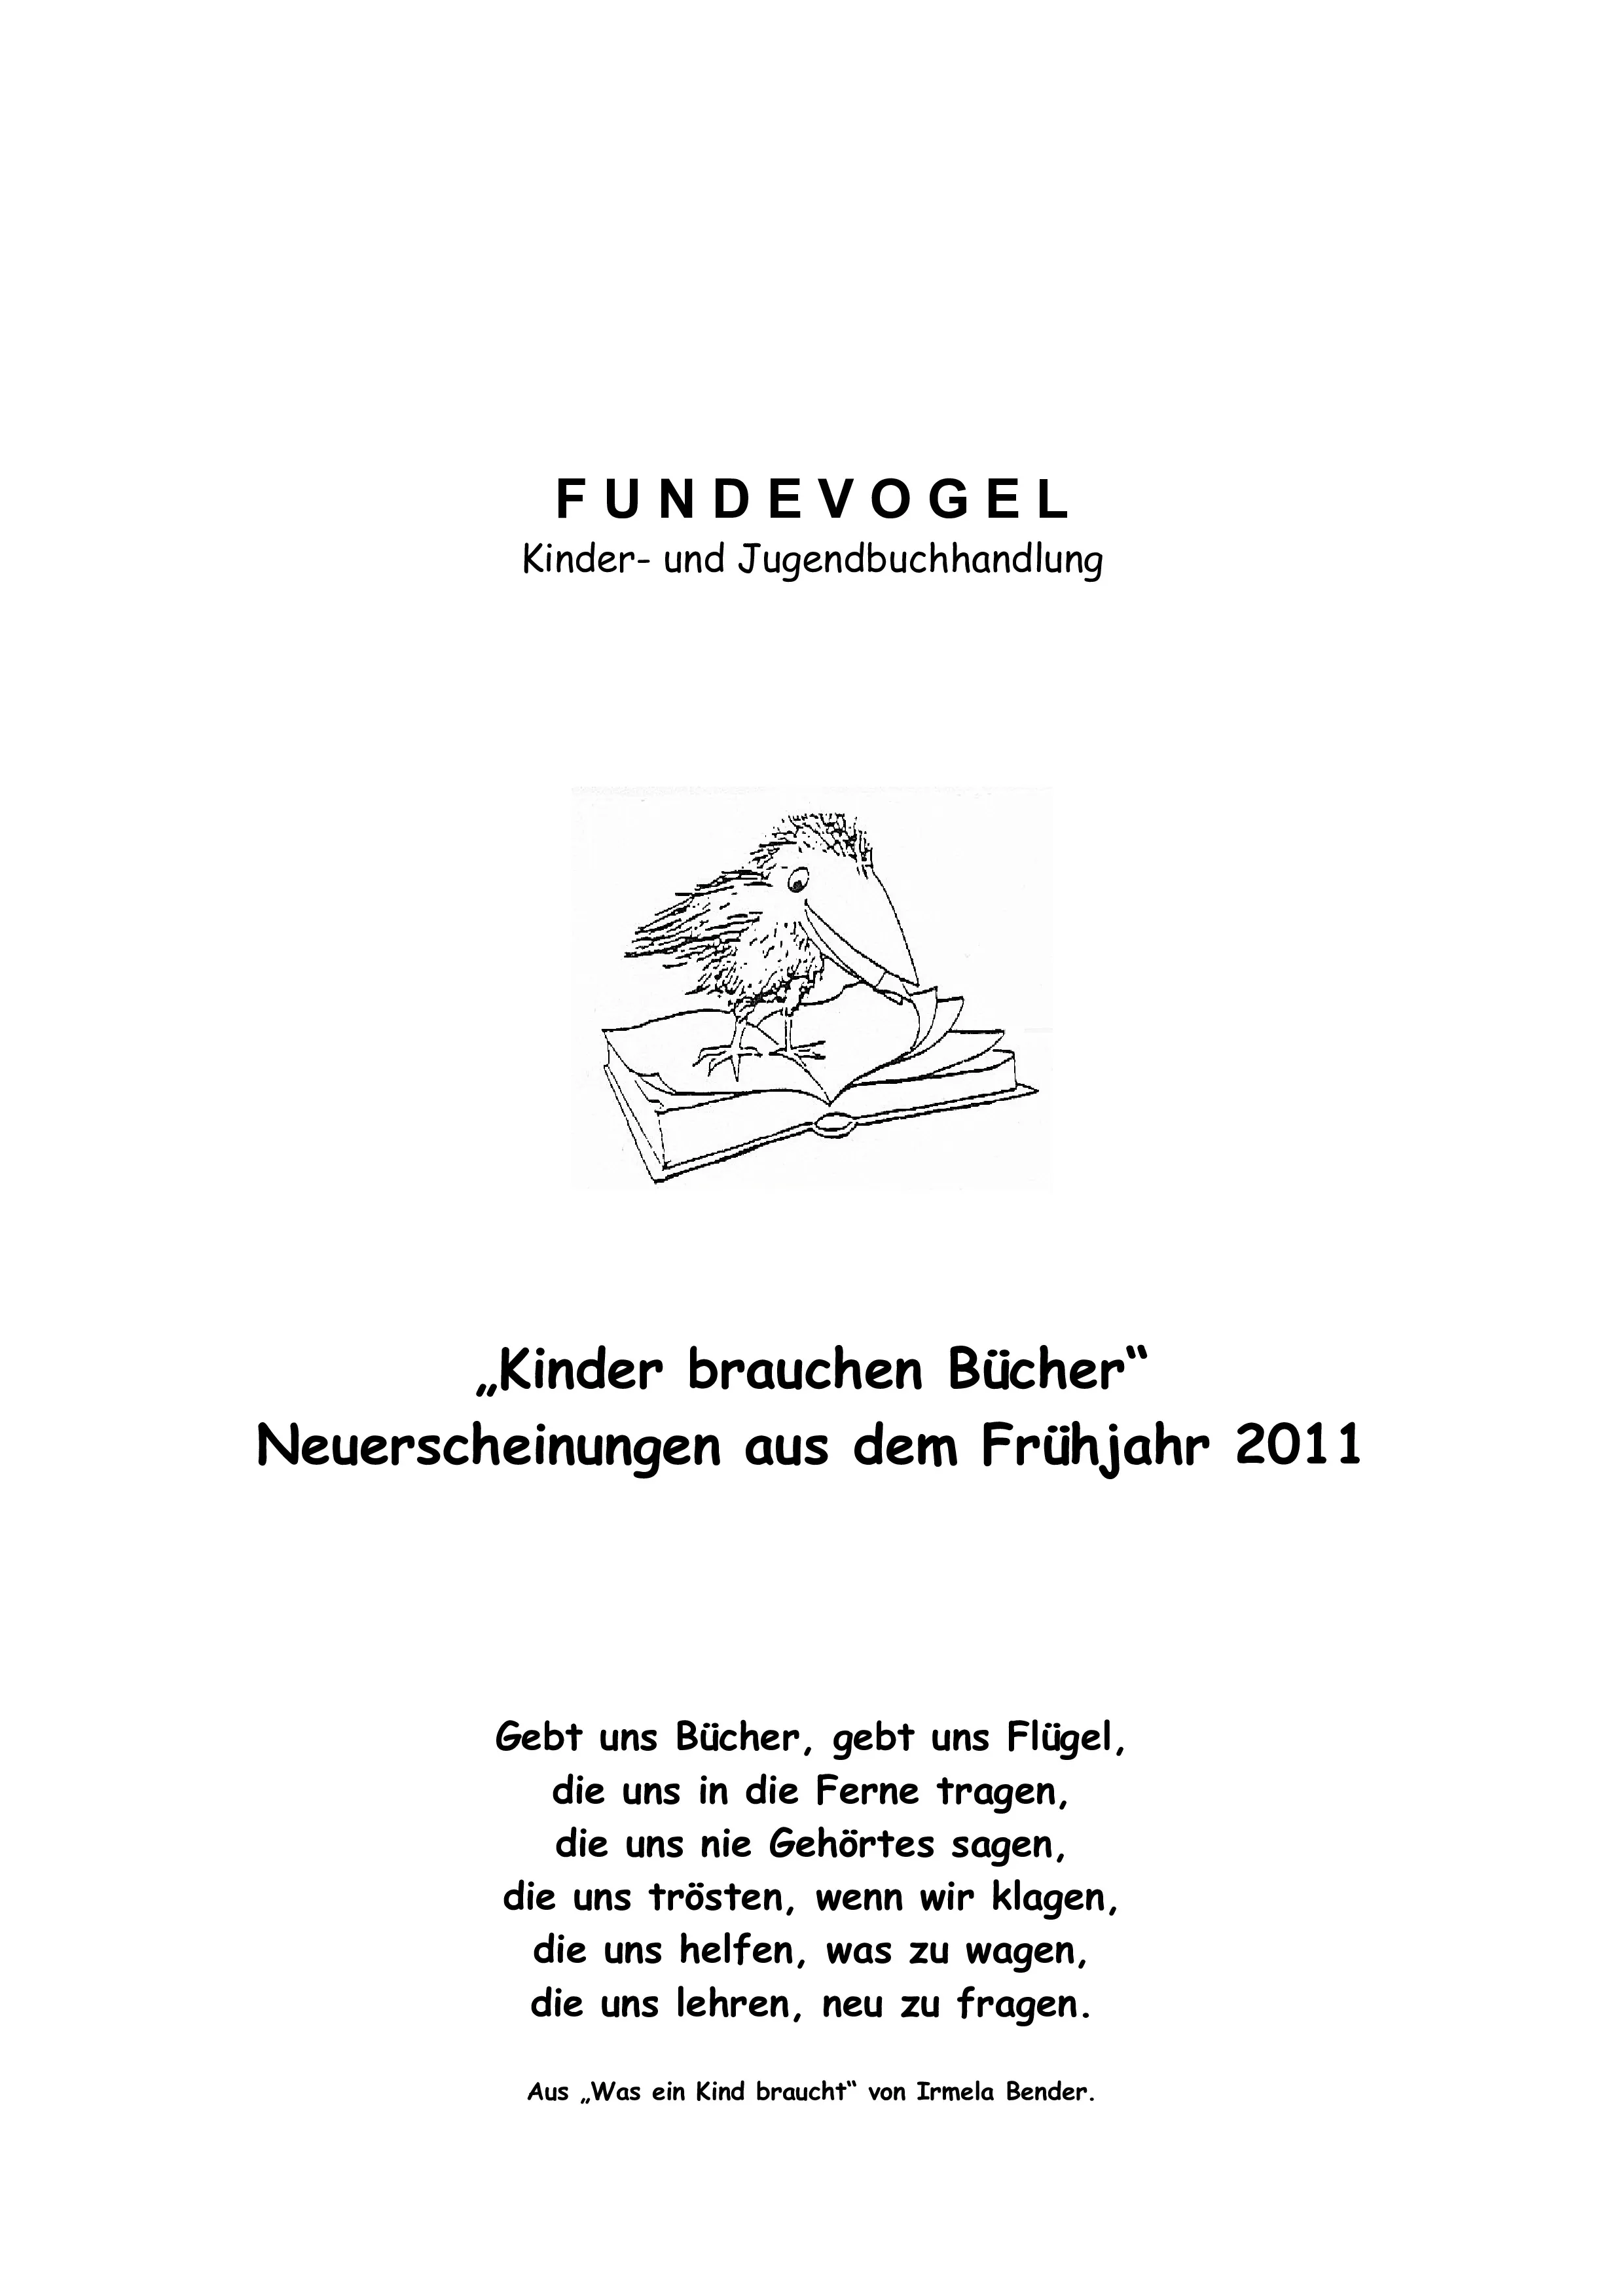 FUNDEVOGEL
Kinder- und Jugendbuchhandlung
„Kinder brauchen Bücher“
Neuerscheinungen aus dem Frühjahr 2011
Gebt uns Bücher, gebt uns Flügel,
die uns in die Ferne tragen,
die uns nie Gehörtes sagen,
die uns trösten, wenn wir klagen,
die uns helfen, was zu wagen,
die uns lehren, neu zu fragen.
Aus „Was ein Kind braucht“ von Irmela Bender.